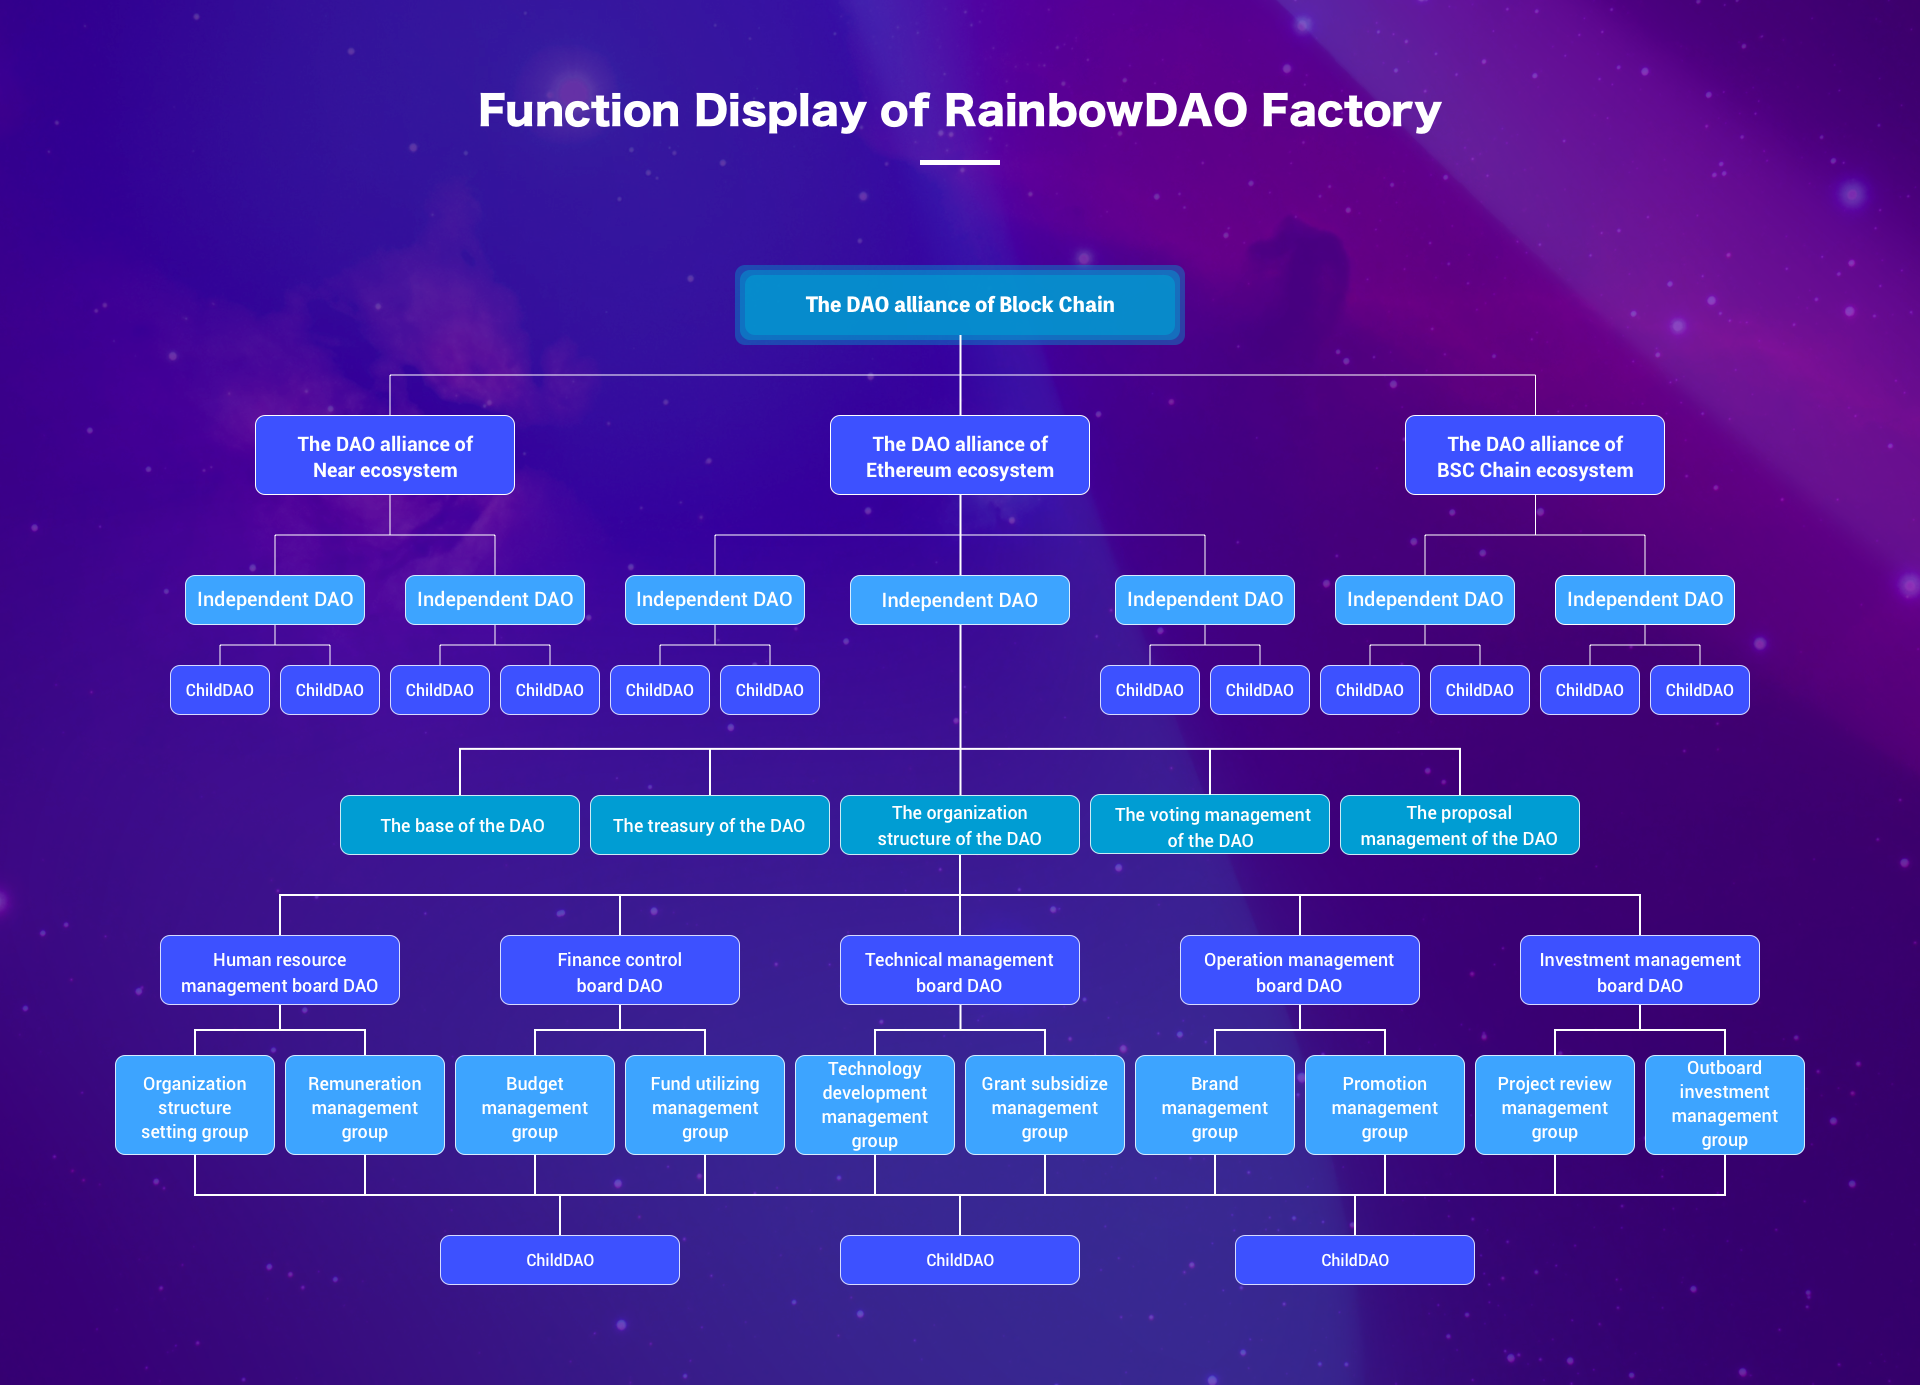 Function Display of RainbowDAO Factory
The DAO alliance of Block Chain
The DAO alliance of
Near ecosystem
The DAO alliance of
Ethereum ecosystem
The DAO alliance of
BSC Chain ecosystem
Independent DAO
Independent DAO
Independent DAO
Independent DAO
Independent DAO
Independent DAO
Independent DAO
ChildDAO
ChildDAO
ChildDAO
ChildDAO
ChildDAO
ChildDAO
ChildDAO
ChildDAO
ChildDAO
ChildDAO
ChildDAO
ChildDAO
The base of the DAO
The treasury of the DAO
The organization
structure of the DAO
The voting management
of the DAO
The proposal
management of the DAO
Human resource
management board DAO
Finance control
board DAO
Technical management
board DAO
Operation management
board DAO
Investment management
board DAO
Organization
structure
setting group
Remuneration
management
group
Budget
management
group
Fund utilizing
management
group
Technology
development
management
group
Grant subsidize
management
group
Brand
management
group
Promotion
management
group
Project review
management
group
Outboard
investment
management
group
ChildDAO
ChildDAO
ChildDAO